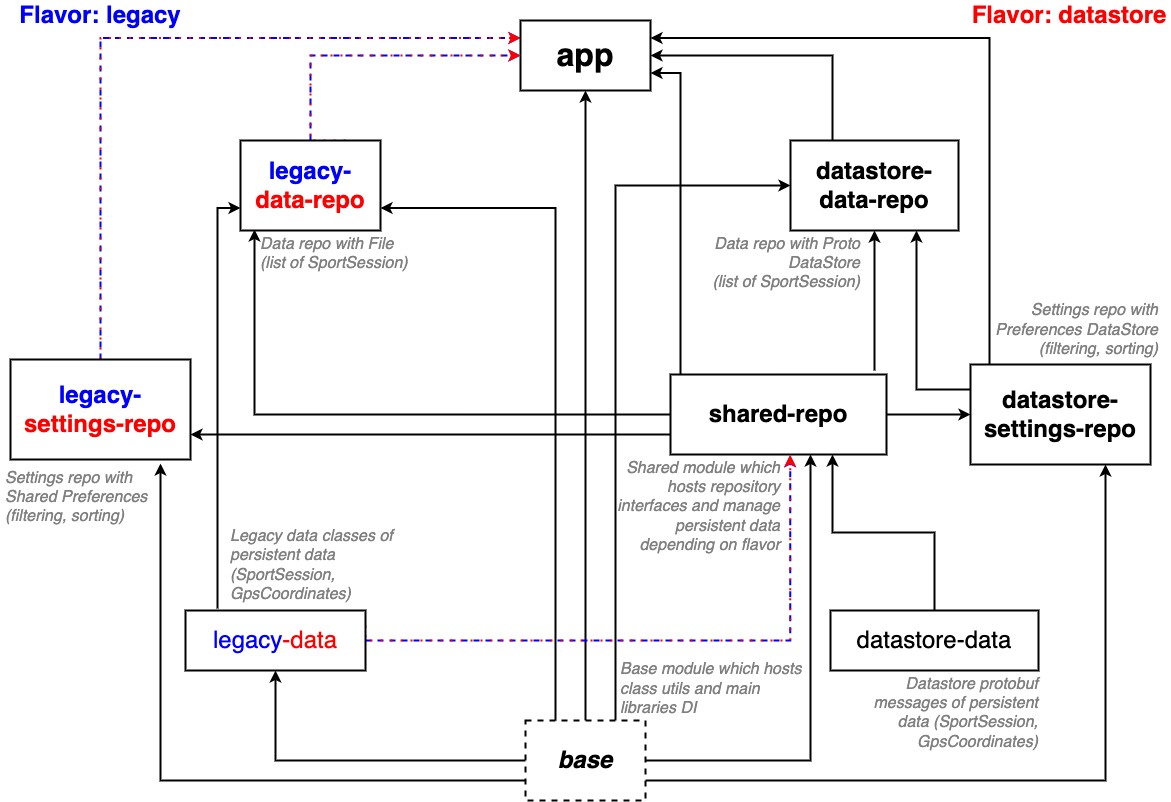 Flavor: legacy
Flavor: datastore
app
legacy-
data-repo
datastore-
data-repo
Data repo with File
(list of SportSession)
Data repo with Proto
DataStore
(list of SportSession)
Settings repo with
Preferences DataStore
(filtering, sorting)
legacy-
settings-repo
shared-repo
datastore-
settings-repo
Settings repo with
Shared Preferences
(filtering, sorting)
Shared module which
hosts repository
interfaces and manage
persistent data
depending on flavor
Legacy data classes of
persistent data
(SportSession,
GpsCoordinates)
legacy-data
datastore-data
Base module which hosts
class utils and main
libraries DI
Datastore protobuf
messages of persistent
data (SportSession,
GpsCoordinates)
base